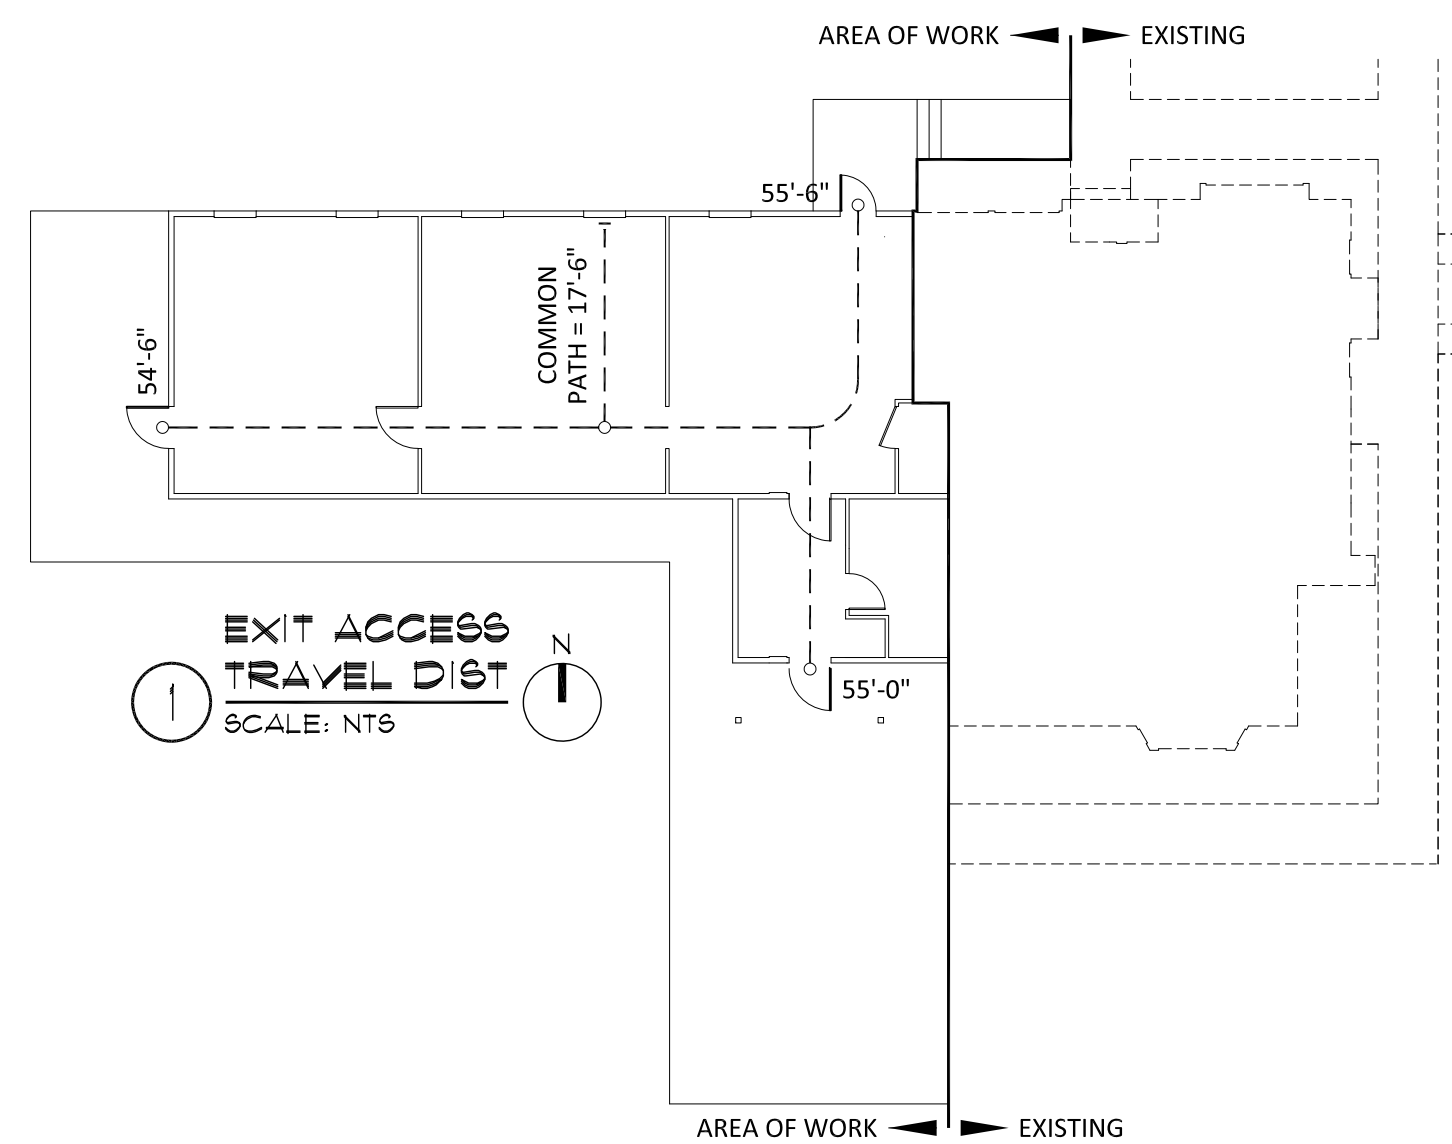 AREA OF WORK EXISTING
55'-6"
COMMON
PATH = 17'-6"
54'-6"
EXIT ACCESS
TRAVEL DIST
1
SCALE: NTS
N
55'-0"
AREA OF WORK EXISTING